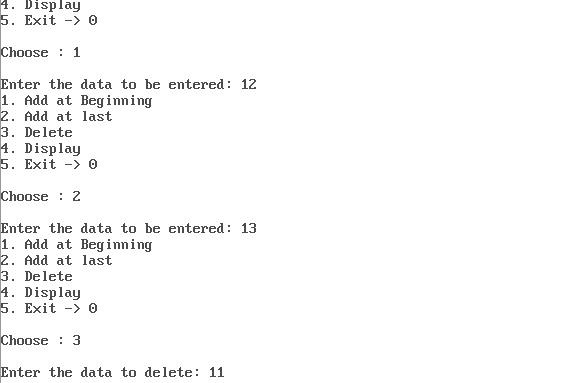 4. Display
5. Exit -> 0
Choose : 1
Enter the data to be entered: 12
1. Add at Beginning
2. Add at last
3. Delete
4. Display
5. Exit -> 0
Choose : 2
Enter the data to be entered: 13
1. Add at Beginning
2. Add at last
3. Delete
4. Display
5. Exit -> 0
Choose : 3
Enter the data to delete: 11